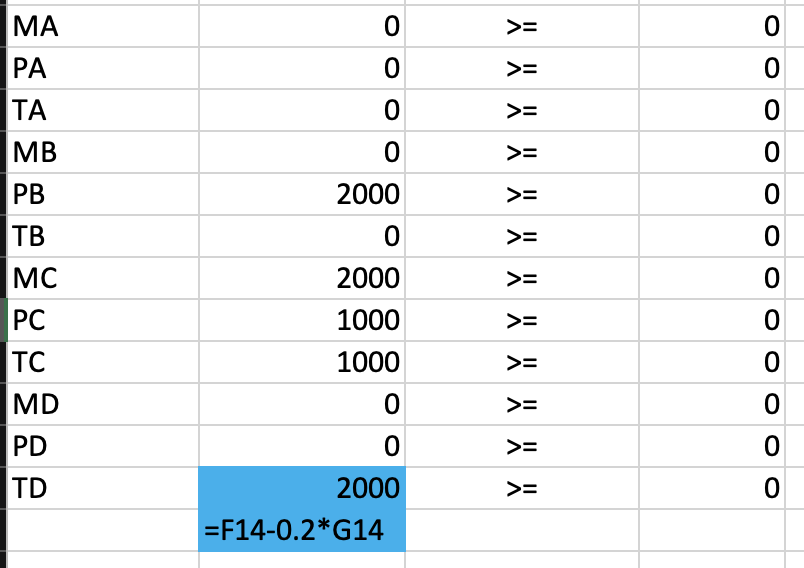 MA 0 >= 0
PA 0 >= 0
TA 0 >= 0
MB 0 >= 0
PB 2000 >= 0
TB 0 >= 0
MC 2000 >= 0
PC 1000 >= 0
TC 1000 >= 0
MD 0 >= 0
PD 0 >= 0
TD 2000 >= 0
=F14-0.2*G14